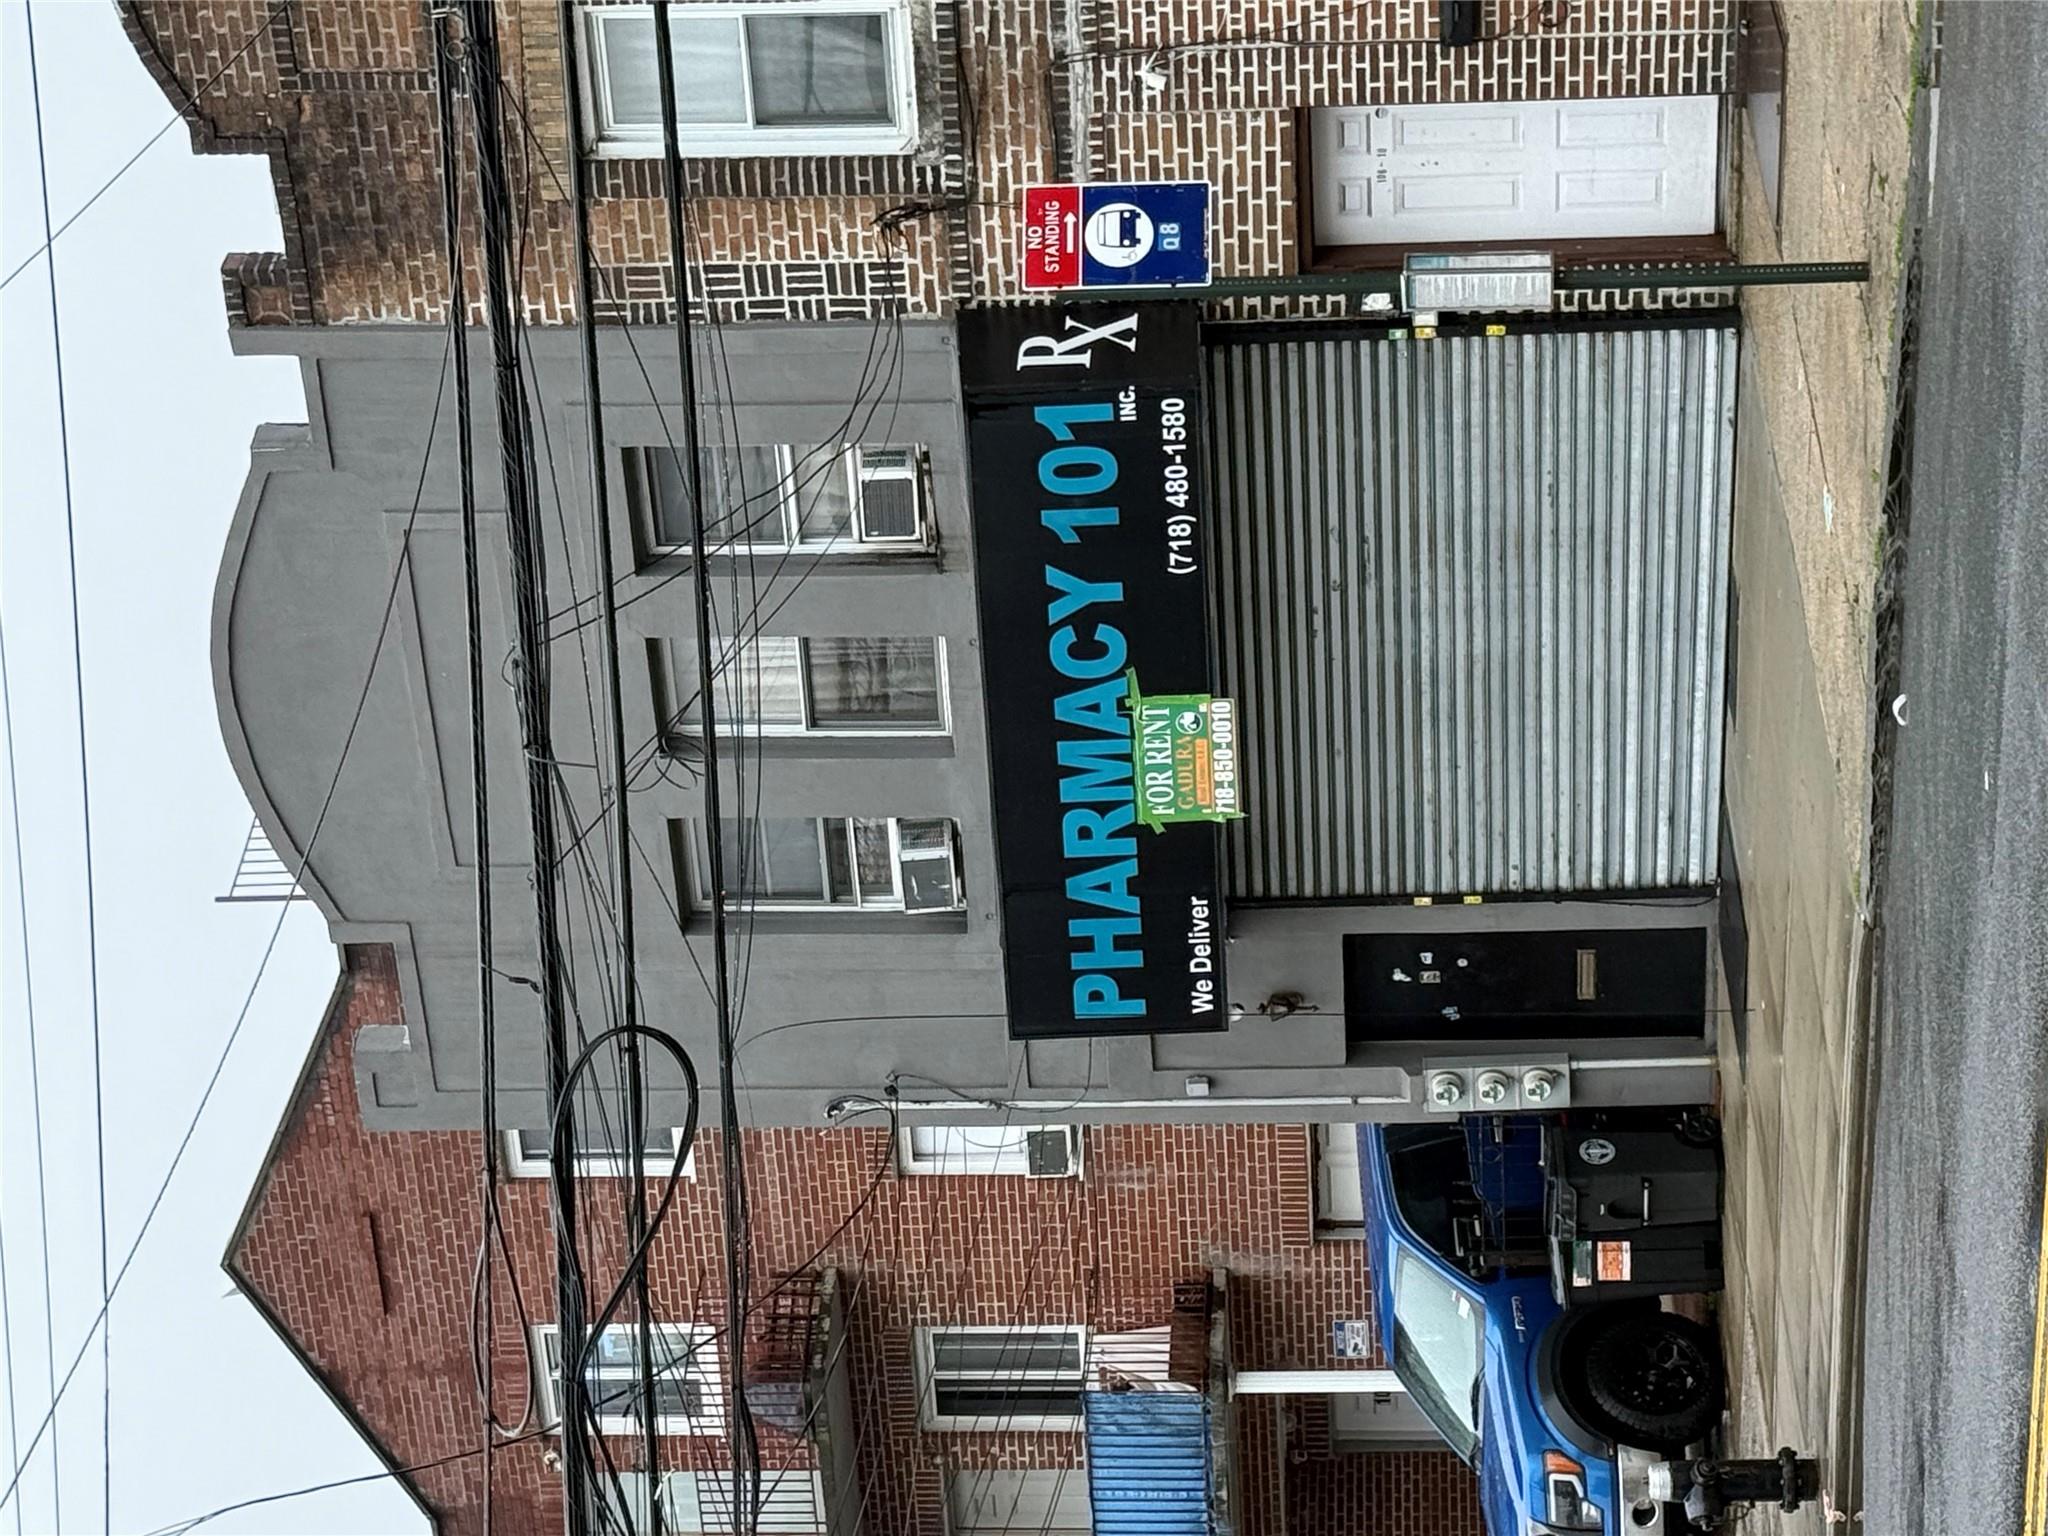 PHARMACY 101
INC.
Rx
We Deliver
(718) 480-1580
FOR RENT
GADURA
718-850-0010
NO
STANDING
Q8
106-10